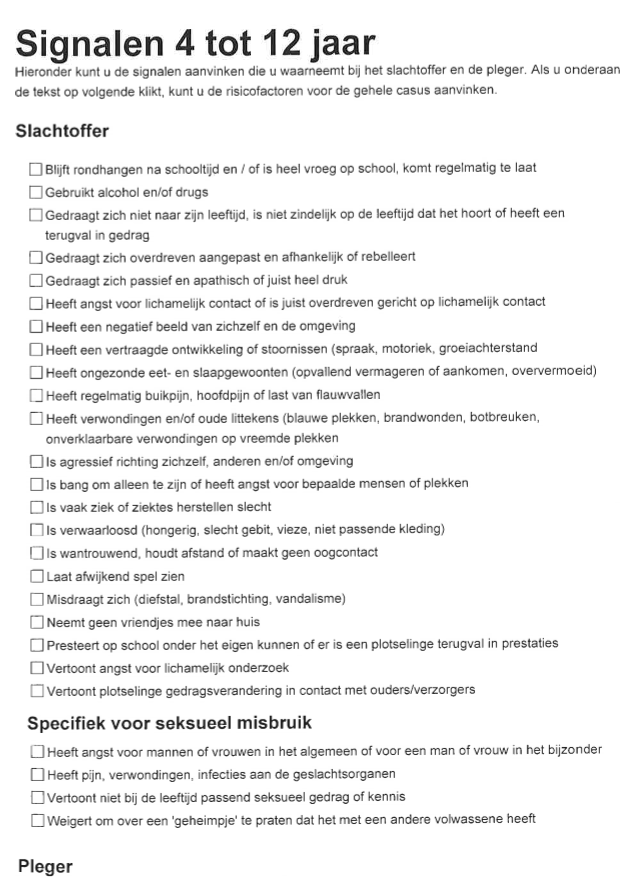 Signalen 4 tot 12 jaar
Hieronder kunt u de signalen aanvinken die u waarneemt bij het slachtoffer en de pleger. Als u onderaan
de tekst op volgende klikt, kunt u de risicofactoren voor de gehele casus aanvinken.
Slachtoffer
Blijft rondhangen na schooltijd en / of is heel vroeg op school, komt regelmatig te laat
Gebruikt alcohol en/of drugs
Gedraagt zich niet naar zijn leeftijd, is niet zindelijk op de leeftijd dat het hoort of heeft een
terugval in gedrag
Gedraagt zich overdreven aangepast en afhankelijk of rebelleert
Gedraagt zich passief en apathisch of juist heel druk
Heeft angst voor lichamelijk contact of is juist overdreven gericht op lichamelijk contact
Heeft een negatief beeld van zichzelf en de omgeving
Heeft een vertraagde ontwikkeling of stoornissen (spraak, motoriek, groeiachterstand
Heeft ongezonde eet- en slaapgewoonten (opvallend vermageren of aankomen, oververmoeid)
Heeft regelmatig buikpijn, hoofdpijn of last van flauwvallen
Heeft verwondingen en/of oude littekens (blauwe plekken, brandwonden, botbreuken,
onverklaarbare verwondingen op vreemde plekken
Is agressief richting zichzelf, anderen en/of omgeving
Is bang om alleen te zijn of heeft angst voor bepaalde mensen of plekken
Is vaak ziek of ziektes herstellen slecht
Is verwaarloosd (hongerig, slecht gebit, vieze, niet passende kleding)
Is wantrouwend, houdt afstand of maakt geen oogcontact
Laat afwijkend spel zien
Misdraagt zich (diefstal, brandstichting, vandalisme)
Neemt geen vriendjes mee naar huis
Presteert op school onder het eigen kunnen of er is een plotselinge terugval in prestaties
Vertoont angst voor lichamelijk onderzoek
Vertoont plotselinge gedragsverandering in contact met ouders/verzorgers
Specifiek voor seksueel misbruik
Heeft angst voor mannen of vrouwen in het algemeen of voor een man of vrouw in het bijzonder
Heeft pijn, verwondingen, infecties aan de geslachtsorganen
Vertoont niet bij de leeftijd passend seksueel gedrag of kennis
Weigert om over een 'geheimpje' te praten dat het met een andere volwassene heeft
Pleger